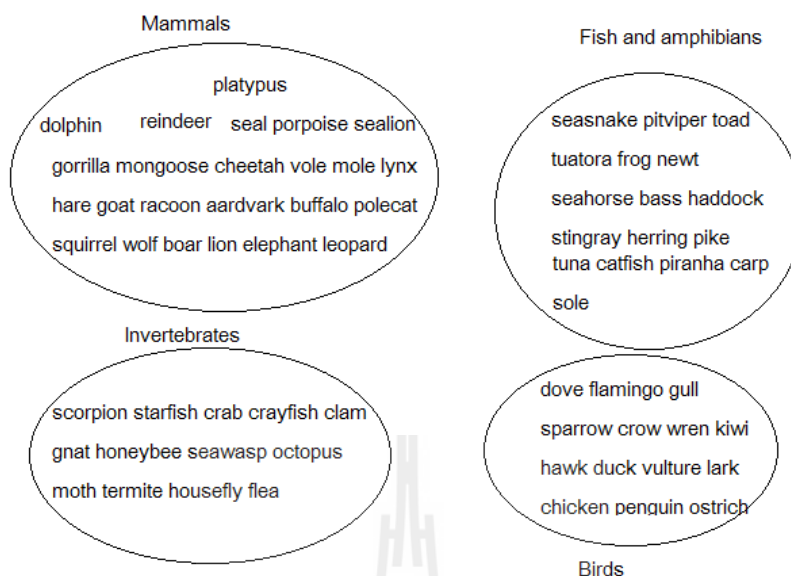 Mammals
platypus
dolphin reindeer seal porpoise sealion
gorrilla mongoose cheetah vole mole lynx
hare goat racoon aardvark buffalo polecat
squirrel wolf boar lion elephant leopard
Fish and amphibians
seasnake pitviper toad
tuatora frog newt
seahorse bass haddock
stingray herring pike
tuna catfish piranha carp
sole
Invertebrates
scorpion starfish crab crayfish clam
gnat honeybee seawasp octopus
moth termite housefly flea
dove flamingo gull
sparrow crow wren kiwi
hawk duck vulture lark
chicken penguin ostrich
Birds